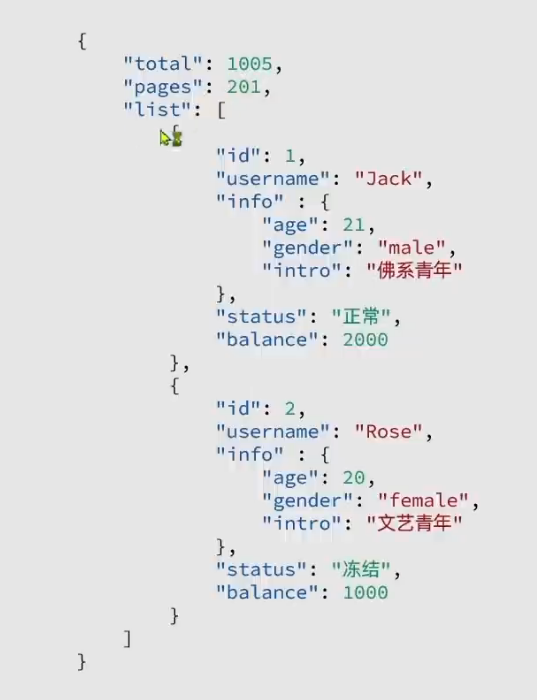 {
"total": 1005,
"pages": 201,
"list": [
{
"id": 1,
"username": "Jack",
"info" : {
"age": 21,
"gender": "male",
"intro": "佛系青年"
},
"status": "正常",
"balance": 2000
},
{
"id": 2,
"username": "Rose",
"info" : {
"age": 20,
"gender": "female",
"intro": "文艺青年"
},
"status": "冻结",
"balance": 1000
}
]
}